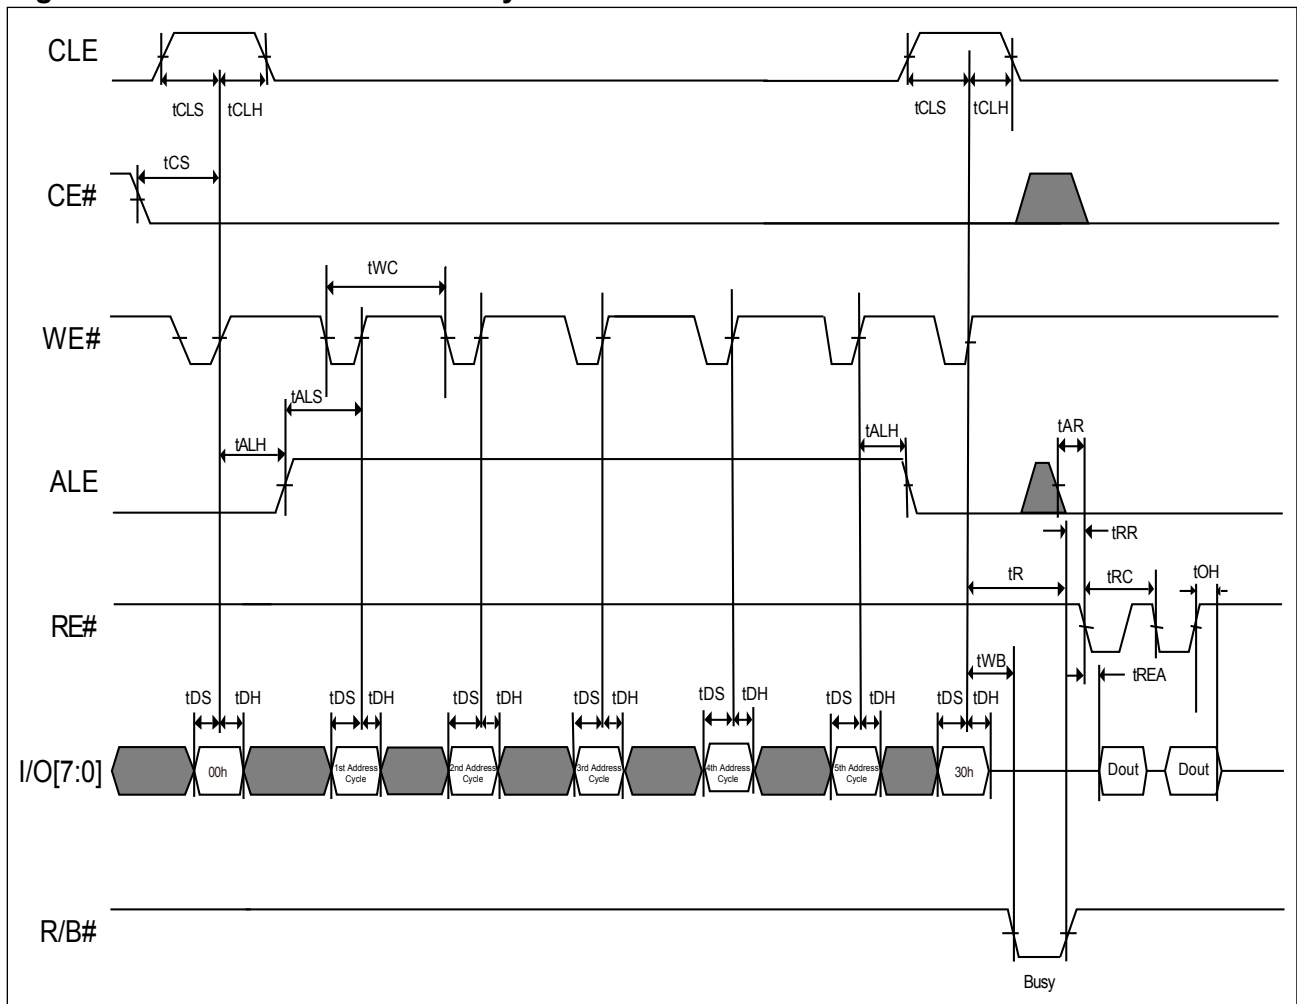 CLE
tCLS tCLH
tCLS tCLH
tCS
CE#
tWC
WE#
tALS
tALH
tALH
tAR
ALE
tRR
tR
tRC
tOH
RE#
tWB
tREA
tDS tDH
tDS tDH
tDS tDH
tDS tDH
tDS tDH
tDS tDH
tDS tDH
I/O[7:0]
00h
1st Address
Cycle
2nd Address
Cycle
3rd Address
Cycle
4th Address
Cycle
5th Address
Cycle
30h
Dout
Dout
R/B#
Busy